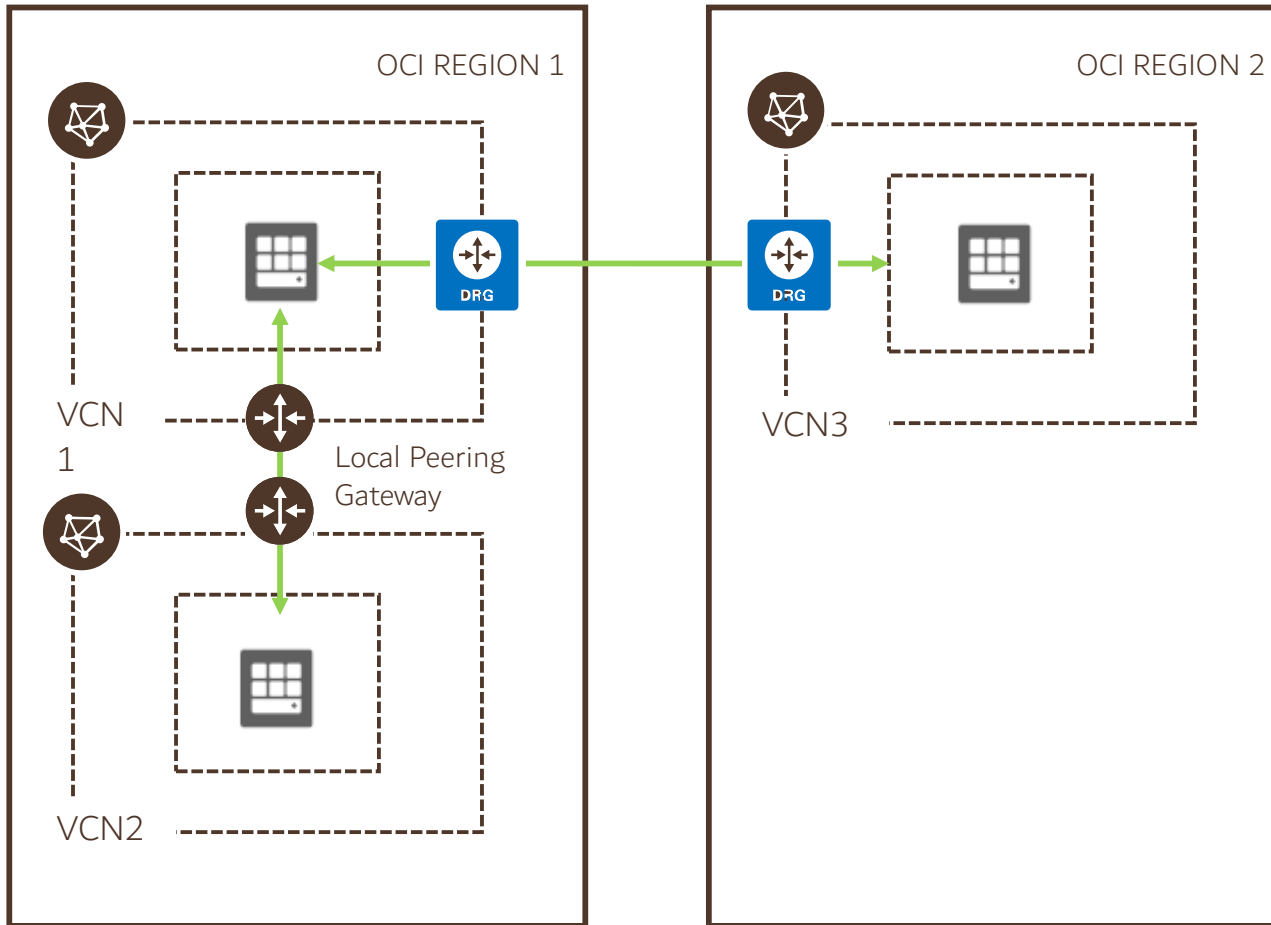 OCI REGION 1
OCI REGION 2
DRG
DRG
VCN
1
VCN3
Local Peering
Gateway
VCN2